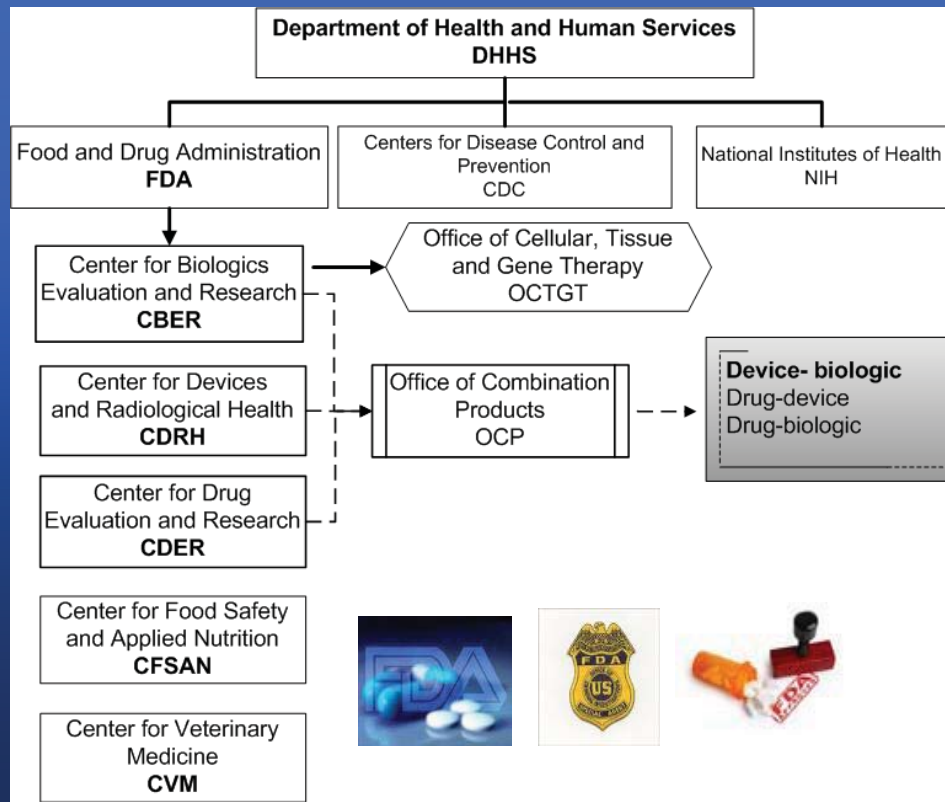 Department of Health and Human Services
DHHS
Food and Drug Administration
FDA
Centers for Disease Control and
Prevention
CDC
National Institutes of Health
NIH
Center for Biologics
Evaluation and Research
CBER
Office of Cellular, Tissue
and Gene Therapy
OCTGT
Center for Devices
and Radiological Health
CDRH
Office of Combination
Products
OCP
Device- biologic
Drug-device
Drug-biologic
Center for Drug
Evaluation and Research
CDER
Center for Food Safety
and Applied Nutrition
CFSAN
FDA
FDA
US
SPECIAL AGENT
FDA
Center for Veterinary
Medicine
CVM